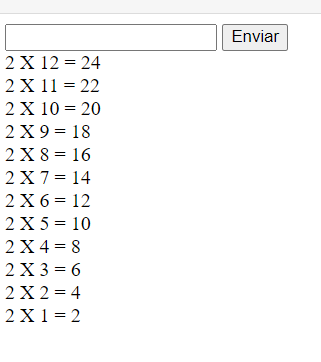 Enviar
2 X 12 = 24
2 X 11 = 22
2 X 10 = 20
2 X 9 = 18
2 X 8 = 16
2 X 7 = 14
2 X 6 = 12
2 X 5 = 10
2 X 4 = 8
2 X 3 = 6
2 X 2 = 4
2 X 1 = 2